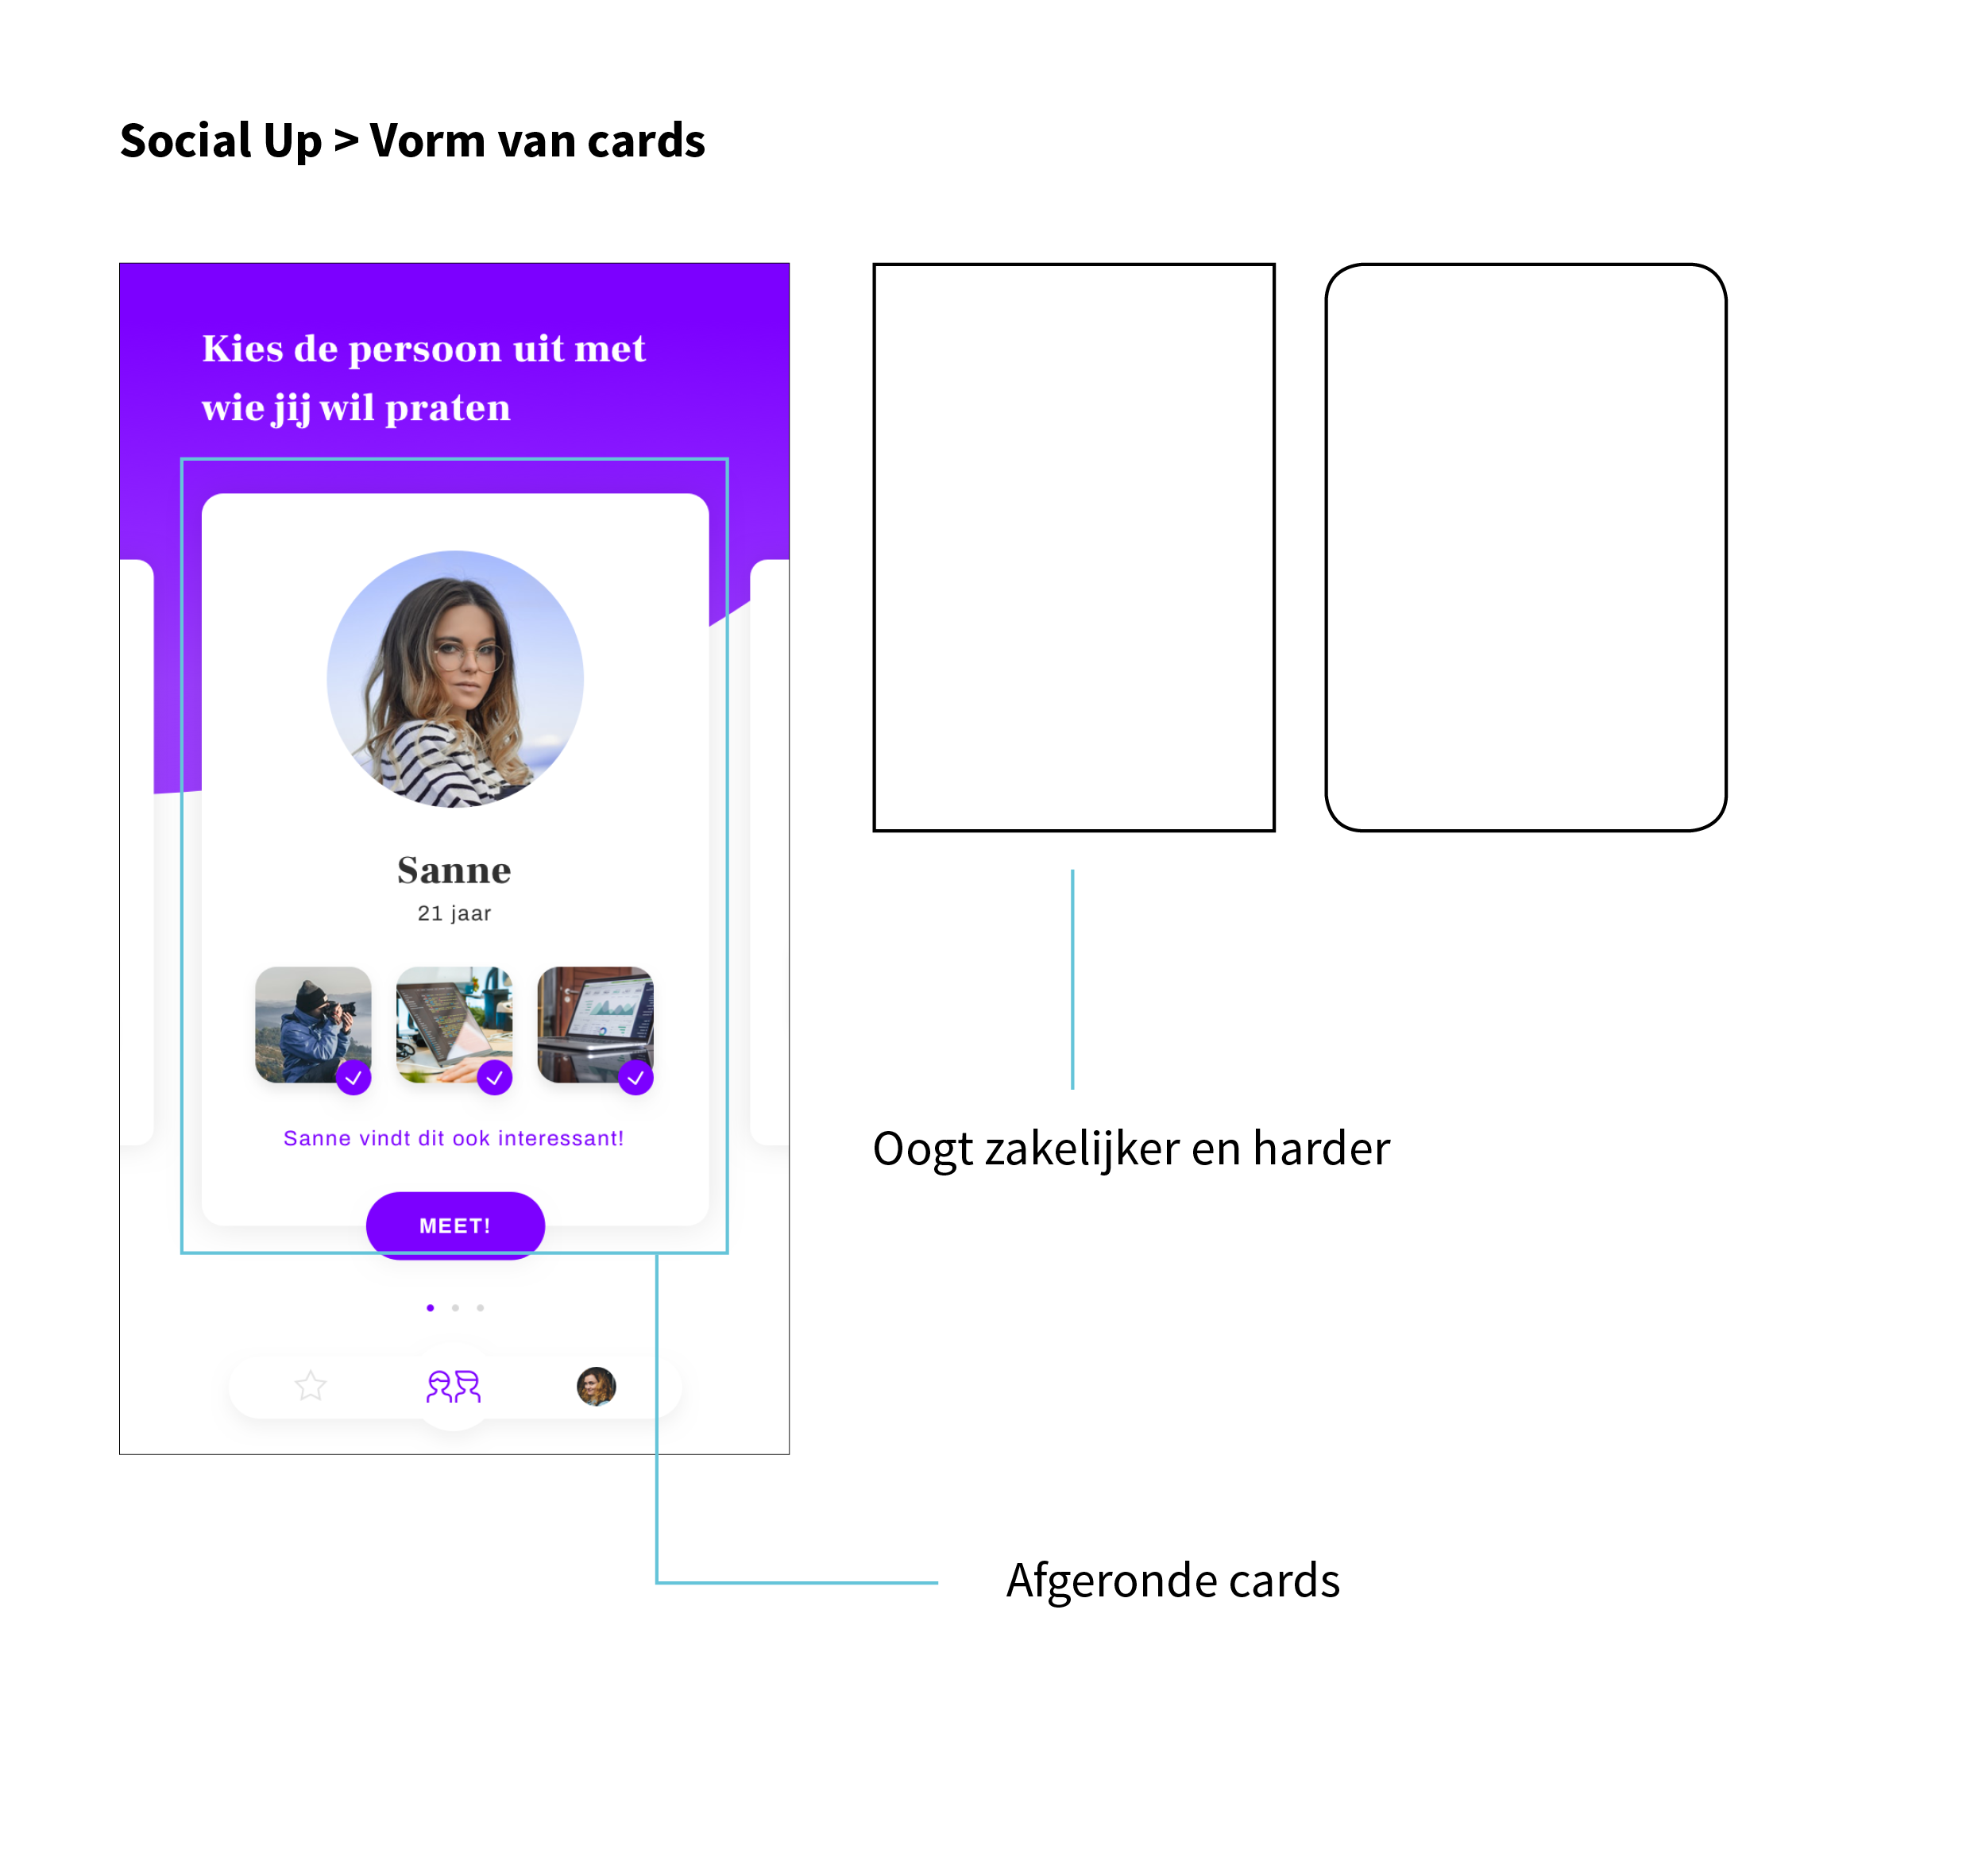 Social Up > Vorm van cards
Kies de persoon uit met
wie jij wil praten
Sanne
21 jaar
Sanne vindt dit ook interessant!
MEET!
Oogt zakelijker en harder
Afgeronde cards